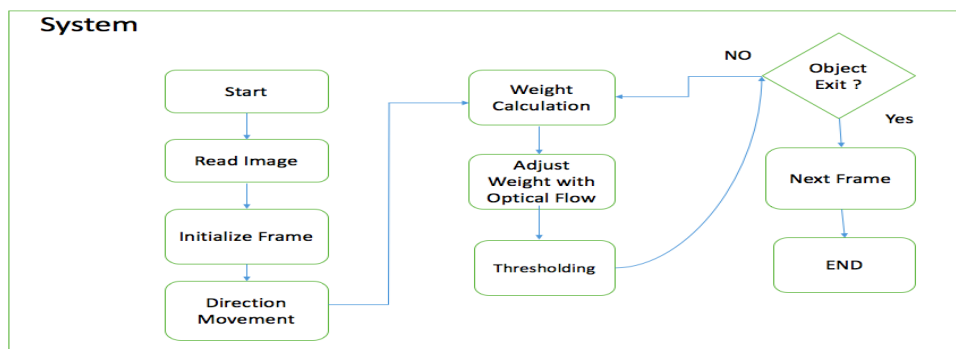 System
Start
Read Image
Initialize Frame
Direction
Movement
Weight
Calculation
Adjust
Weight with
Optical Flow
Thresholding
NO
Object
Exit ?
Yes
Next Frame
END